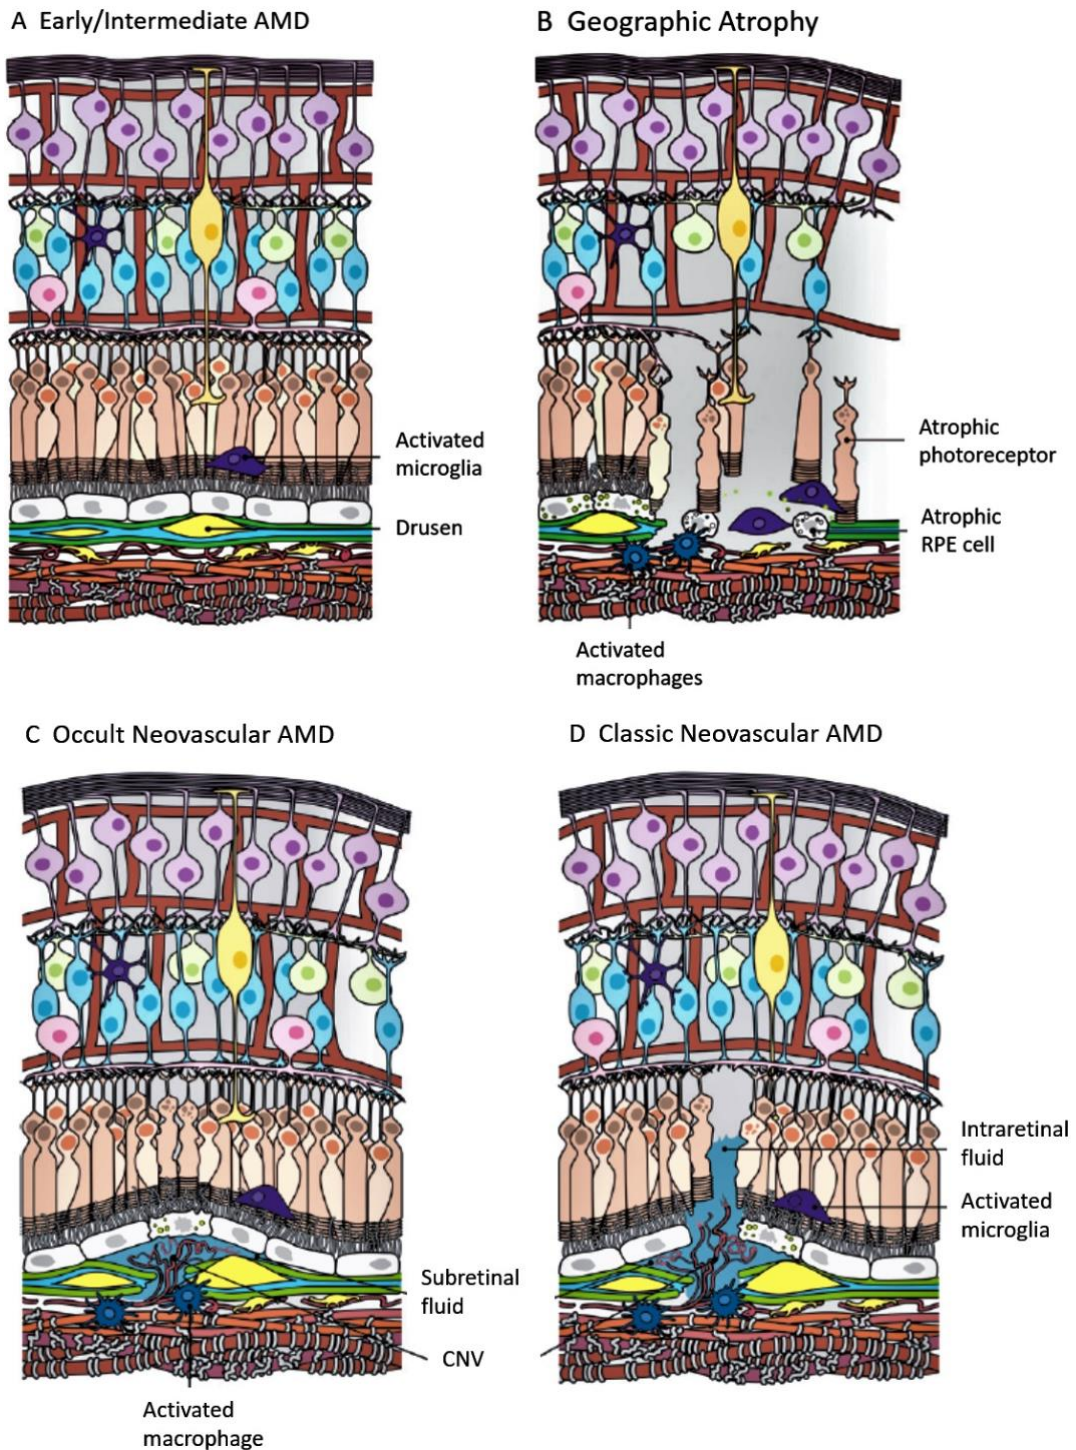 A Early/Intermediate AMD
B Geographic Atrophy
Activated
microglia
Drusen
Atrophic
photoreceptor
Atrophic
RPE cell
Activated
macrophages
C Occult Neovascular AMD
D Classic Neovascular AMD
Intraretinal
fluid
Activated
microglia
Subretinal
fluid
CNV
Activated
macrophage